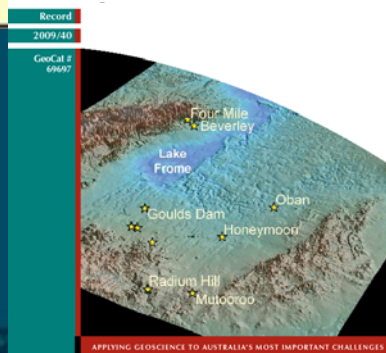 Record
2009/40
GeoCat #
69697
Four Mile
Beverley
Lake
Frome
Oban
Goulds Dam
Honeymoon
Radium Hill
Mutooroo
APPLYING GEOSCIENCE TO AUSTRALIA'S MOST IMPORTANT CHALLENGES